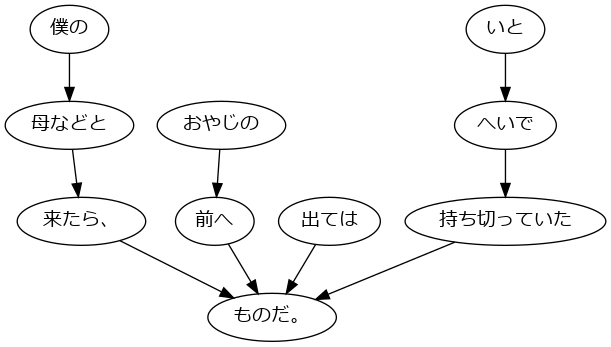 僕の
いと
母などと
おやじの
へいで
来たら、
前へ
出ては
持ち切っていた
ものだ。